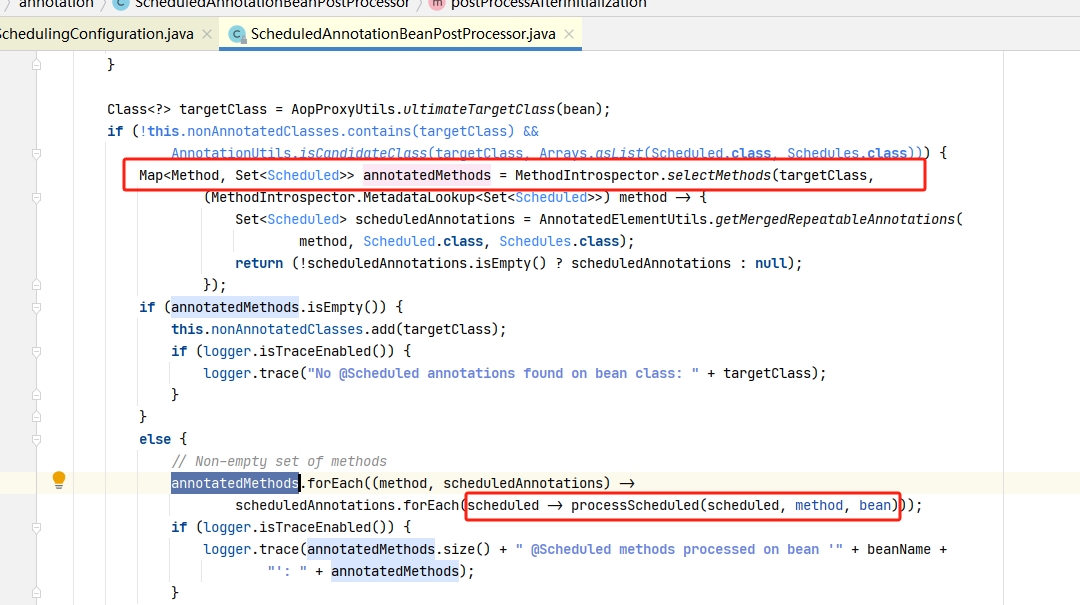 annotation ScheduledAnnotationBeanPostProcessor postProcessAfterInitialization
SchedulingConfiguration.java ScheduledAnnotationBeanPostProcessor.java
}
Class<?> targetClass = AopProxyUtils.ultimateTargetClass(bean);
if (!this.nonAnnotatedClasses.contains(targetClass) &&
AnnotationUtils.isCandidateClass(targetClass, Arrays.asList(Scheduled.class, Schedules.class))) {
Map<Method, Set<Scheduled>> annotatedMethods = MethodIntrospector.selectMethods(targetClass,
(MethodIntrospector.MetadataLookup<Set<Scheduled>>) method -> {
Set<Scheduled> scheduledAnnotations = AnnotatedElementUtils.getMergedRepeatableAnnotations(
method, Scheduled.class, Schedules.class);
return (!scheduledAnnotations.isEmpty() ? scheduledAnnotations : null);
});
if (annotatedMethods.isEmpty()) {
this.nonAnnotatedClasses.add(targetClass);
if (logger.isTraceEnabled()) {
logger.trace("No @Scheduled annotations found on bean class: " + targetClass);
}
}
else {
// Non-empty set of methods
annotatedMethods.forEach((method, scheduledAnnotations) ->
scheduledAnnotations.forEach(scheduled -> processScheduled(scheduled, method, bean)));
if (logger.isTraceEnabled()) {
logger.trace(annotatedMethods.size() + " @Scheduled methods processed on bean '" + beanName +
"': " + annotatedMethods);
}